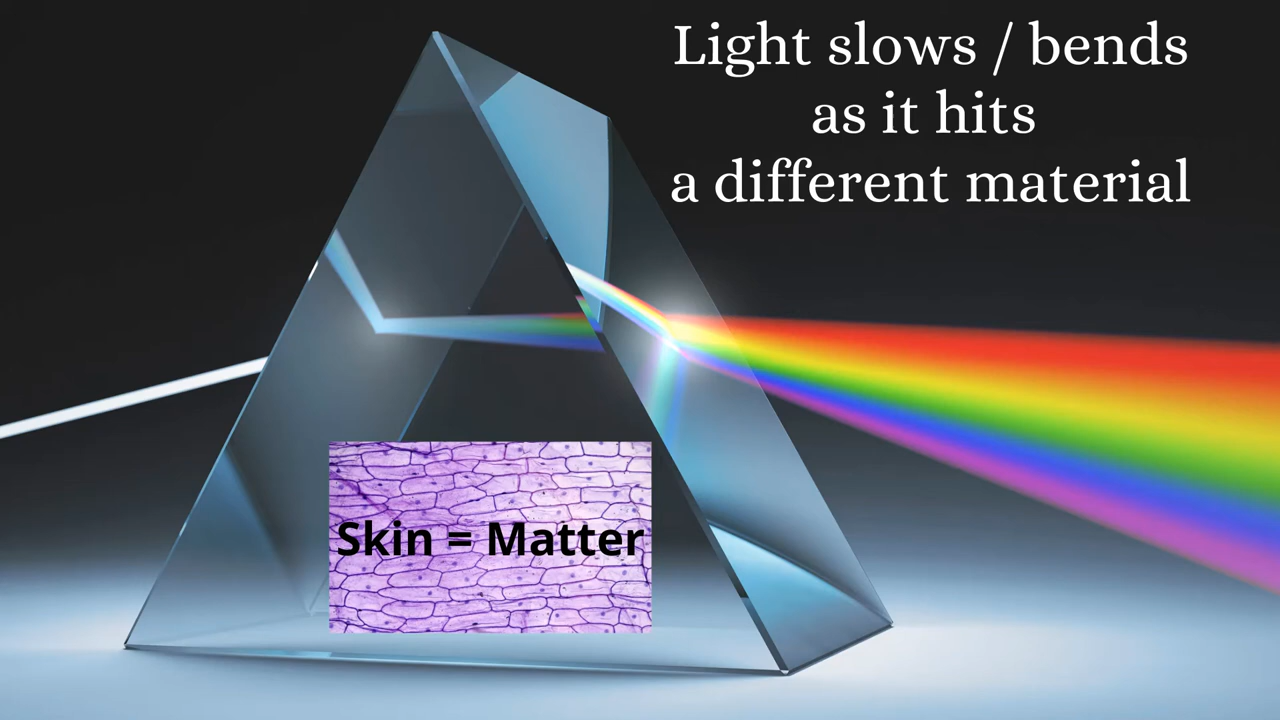 Light slows / bends
as it hits
a different material
Skin = Matter